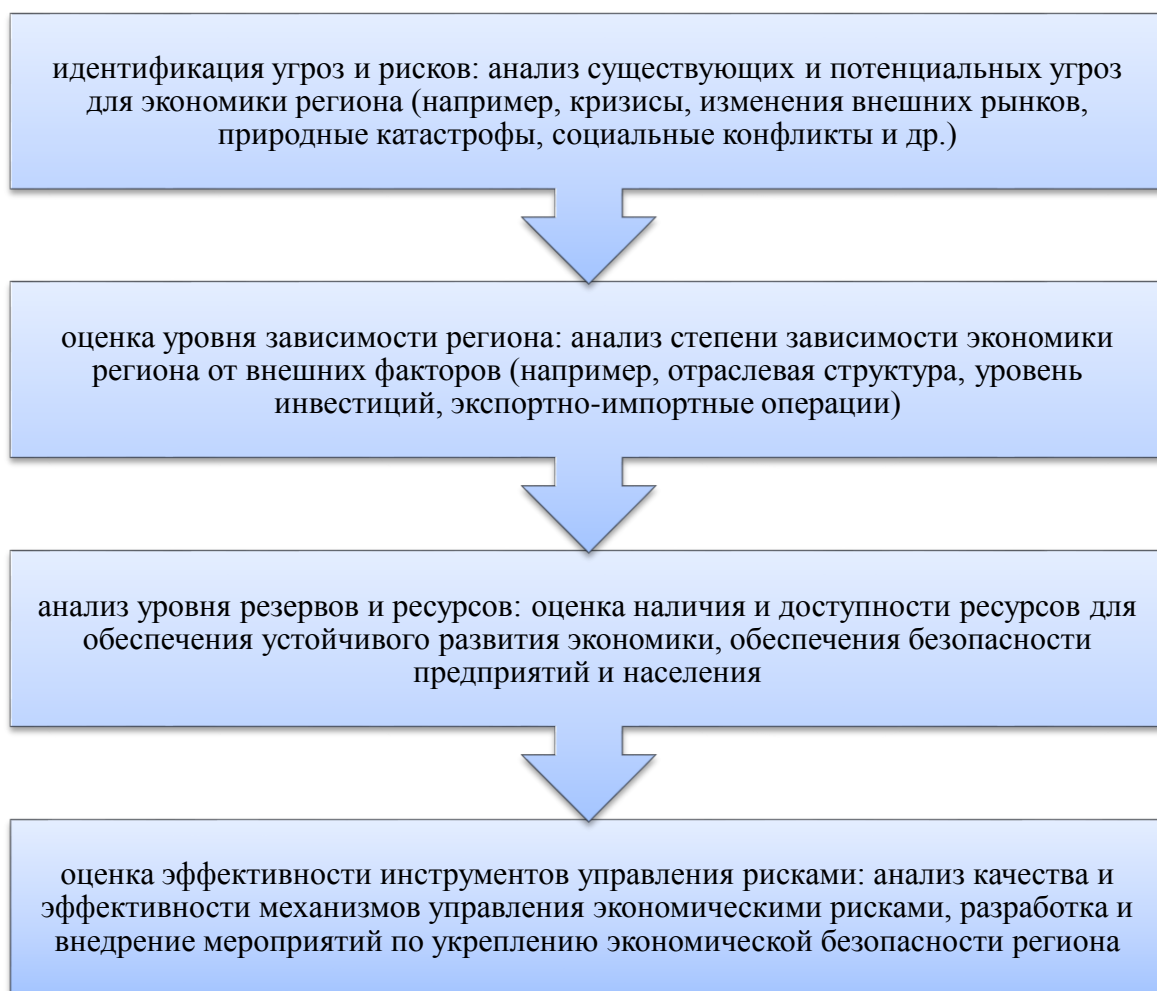 идентификация угроз и рисков: анализ существующих и потенциальных угроз
для экономики региона (например, кризисы, изменения внешних рынков,
природные катастрофы, социальные конфликты и др.)
оценка уровня зависимости региона: анализ степени зависимости экономики
региона от внешних факторов (например, отраслевая структура, уровень
инвестиций, экспортно-импортные операции)
анализ уровня резервов и ресурсов: оценка наличия и доступности ресурсов для
обеспечения устойчивого развития экономики, обеспечения безопасности
предприятий и населения
оценка эффективности инструментов управления рисками: анализ качества и
эффективности механизмов управления экономическими рисками, разработка и
внедрение мероприятий по укреплению экономической безопасности региона